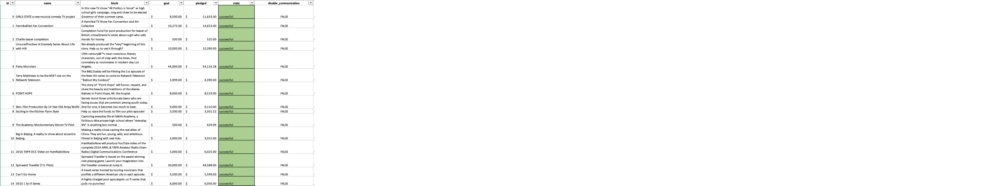 id name blurb goal pledged state disable_communication
In this new TV show "All Politics is Vocal" as high
school girls campaign, sing and cheer to be elected
0 GIRLS STATE a new musical comedy TV project Governor of their summer camp. $ 8,500.00 $ 11,633.00 successful FALSE
A Hannibal TV Show Fan Convention and Art
1 FannibalFest Fan Convention Collective $ 10,275.00 $ 14,653.00 successful FALSE
Completion fund for post-production for teaser of
British crime/drama tv series about a girl who sells
2 Charlie teaser completion morals for money $ 500.00 $ 525.00 successful FALSE
Unsure/Positive: A Dramedy Series About Life We already produced the *very* beginning of this
3 with HIV story. Help us to see it through? $ 10,000.00 $ 10,390.00 successful FALSE
19th centuryâ€™s most notorious literary
characters, out of step with the times, find
comradery as roommates in modern day Los
4 Party Monsters Angeles. $ 44,000.00 $ 54,116.28 successful FALSE
The BBQ Daddy will be Filming the 1st episode of
Terry Matthews to be the NEXT star on the the Next Hit series to come to Network Television
5 Network Television "Bailout My Cookout" $ 3,999.00 $ 4,390.00 successful FALSE
The story of "Point Hope" will honor, respect, and
share the beauty and traditions of the Alaska
6 POINT HOPE Natives in Point Hope, AK: the Inupiat $ 8,000.00 $ 8,519.00 successful FALSE
Secrets bond three unfortunate teens who are
facing issues that are common among youth today.
7 Skin: Film Production By 14 Year Old Aniya Wolfe And for one, it becomes too much to bear. $ 9,000.00 $ 9,110.00 successful FALSE
8 Sizzling in the Kitchen Flynn Style Help us raise the funds to film our pilot episode! $ 3,500.00 $ 3,501.52 successful FALSE
Capturing everyday life at Falkirk Academy, a
fictitious elite private high school where "everyday
9 The Academy: Mockumentary Sitcom TV Pilot life" is anything but normal. $ 500.00 $ 629.99 successful FALSE
Making a reality show casting the real elites of
Big in Beijing. A reality tv show about eccentric China. They are fun, young, wild, and ambitious.
10 Beijing. Filmed in Beijing with real risks. $ 3,000.00 $ 3,015.00 successful FALSE
HamRadioNow will produce YouTube video of the
complete 2016 ARRL & TAPR Amateur Radio (Ham
11 2016 TAPR DCC Video on HamRadioNow Radio) Digital Communications Conference $ 5,000.00 $ 6,025.00 successful FALSE
Spinward Traveller is based on the award winning
role-playing game. Launch your imagination into
12 Spinward Traveller (T.V. Pilot) the Traveller universe at Jump 6. $ 30,000.00 $ 49,588.00 successful FALSE
A travel series hosted by touring musicians that
13 Can't Go Home profiles a different American city in each episode. $ 3,500.00 $ 5,599.00 successful FALSE
A highly charged post apocalyptic sci fi series that
14 3010 | Sci-fi Series pulls no punches! $ 6,000.00 $ 6,056.00 successful FALSE